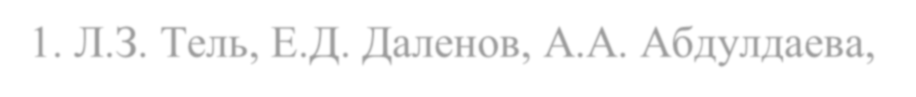 1. Л.З. Тель, Е.Д. Даленов, А.А. Абдулдаева,